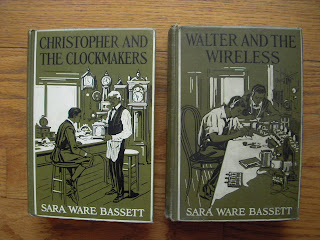 CHRISTOPHER AND
THE CLOCKMAKERS
SARA WARE BASSETT
WALTER AND THE
WIRELESS
SARA WARE BASSETT